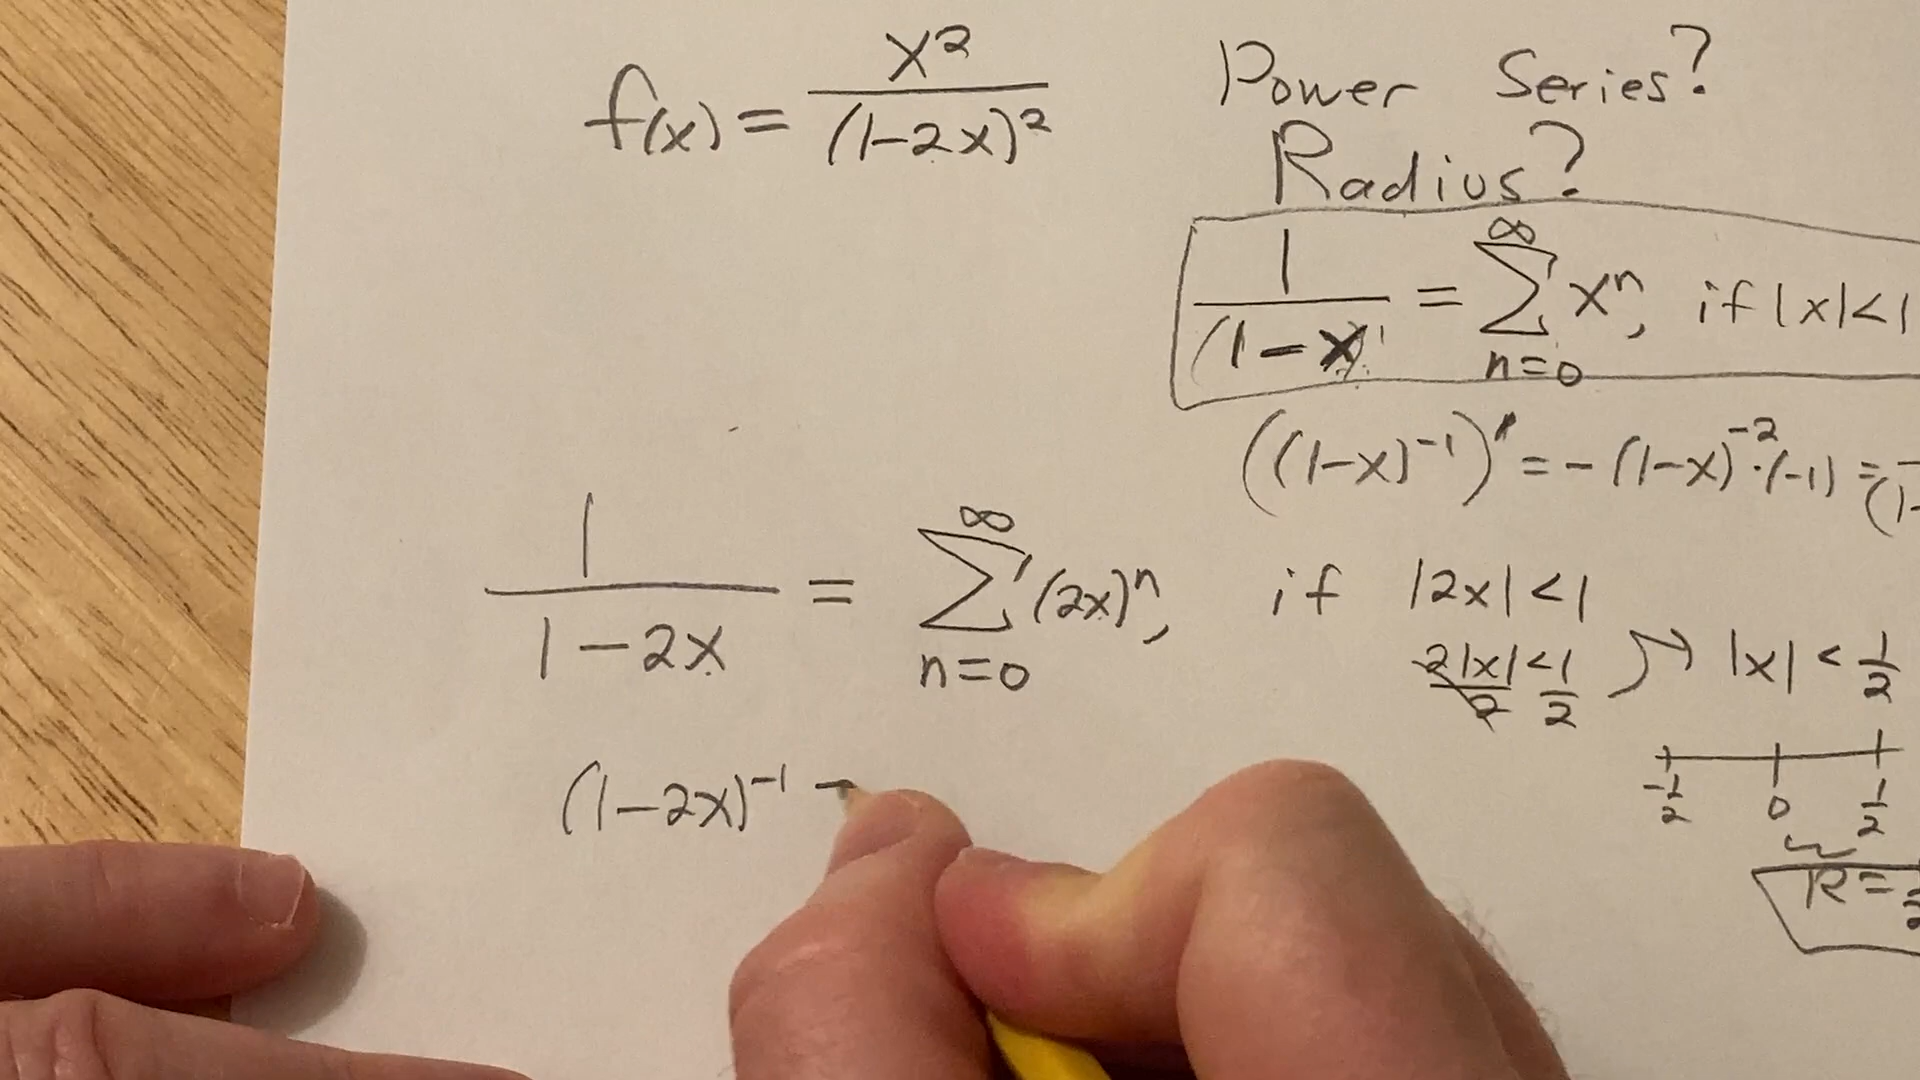 f(x) = x²/(1-2x)²
Power Series?
Radius?
1/(1-x) = ∑_{n=0}^{∞} xⁿ, if |x|<1
((1-x)⁻¹)' = -(1-x)⁻²·(-1) =
1/(1-2x) = ∑_{n=0}^{∞} (2x)ⁿ, if |2x|<1
2|x|/2 < 1/2 → |x| < 1/2
-1/2 0 1/2
(1-2x)⁻¹
R=